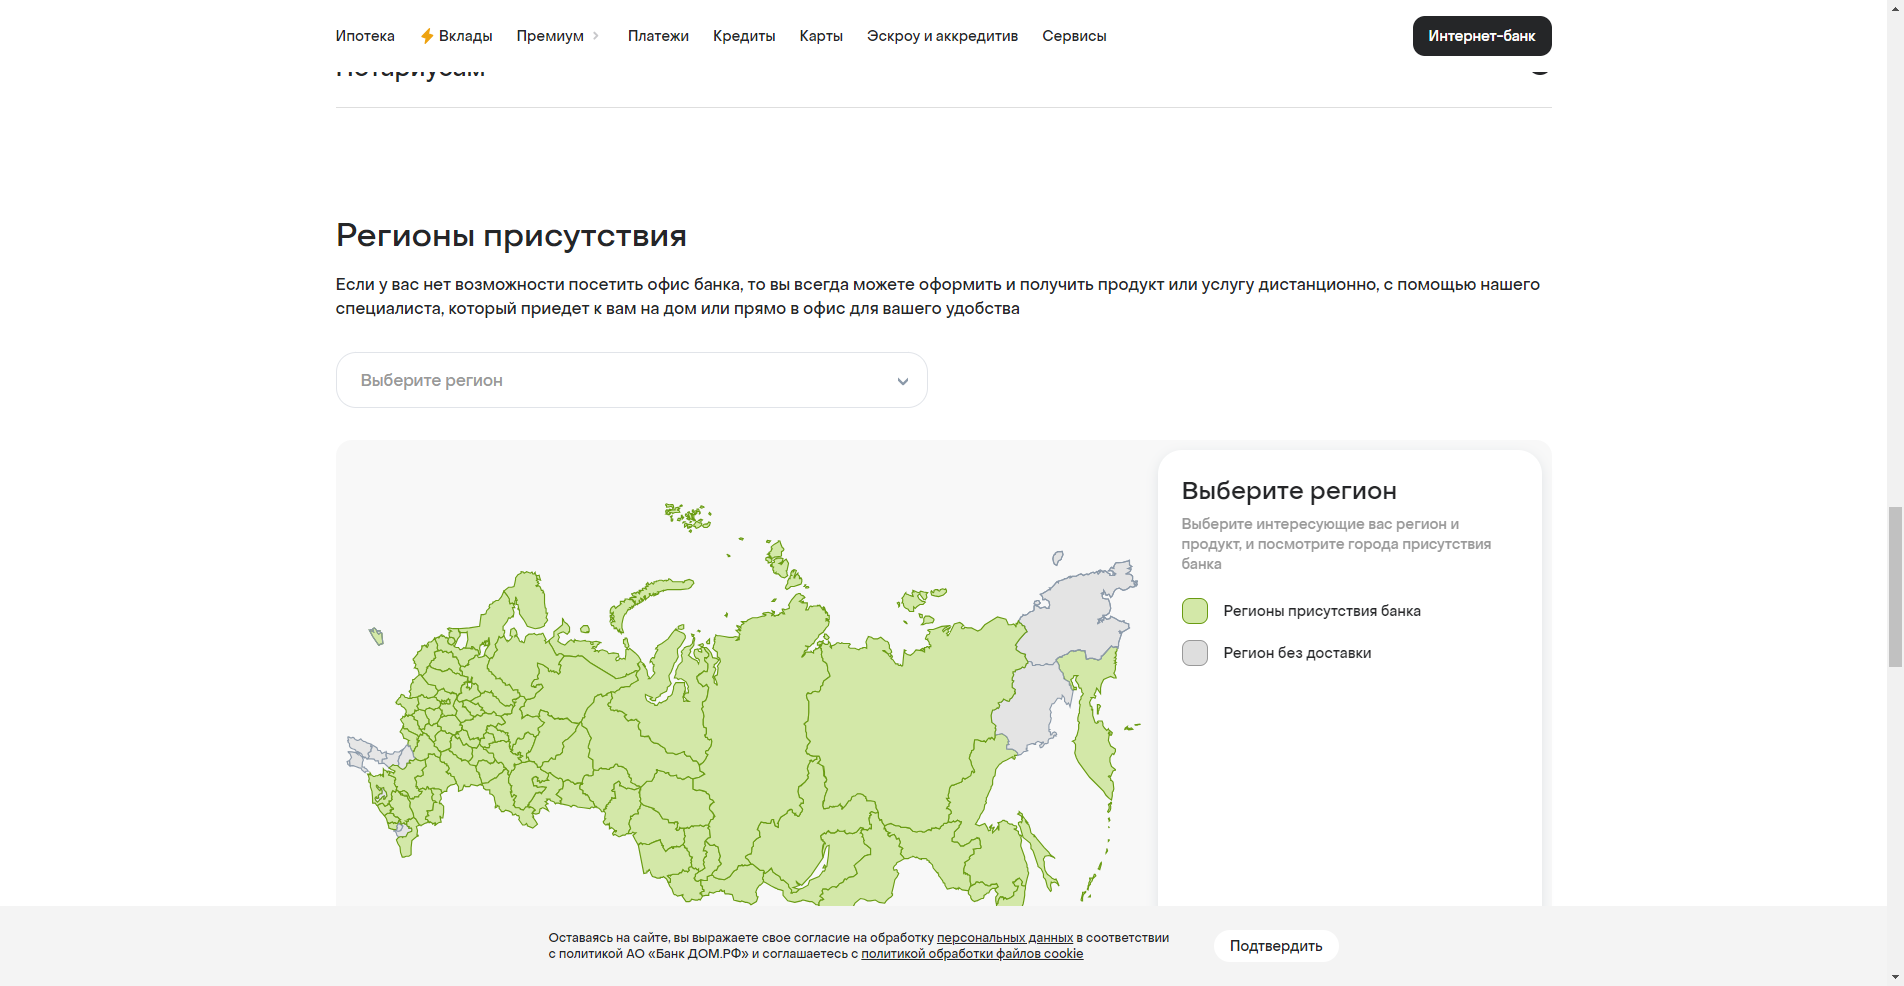 Ипотека
Вклады
Премиум
Платежи
Кредиты
Карты
Эскроу и аккредитив
Сервисы
Интернет-банк
Нотариусам
Регионы присутствия
Если у вас нет возможности посетить офис банка, то вы всегда можете оформить и получить продукт или услугу дистанционно, с помощью нашего
специалиста, который приедет к вам на дом или прямо в офис для вашего удобства
Выберите регион
Выберите регион
Выберите интересующие вас регион и
продукт, и посмотрите города присутствия
банка
Регионы присутствия банка
Регион без доставки
Оставаясь на сайте, вы выражаете свое согласие на обработку персональных данных в соответствии
с политикой АО «Банк ДОМ.РФ» и соглашаетесь с политикой обработки файлов cookie
Подтвердить